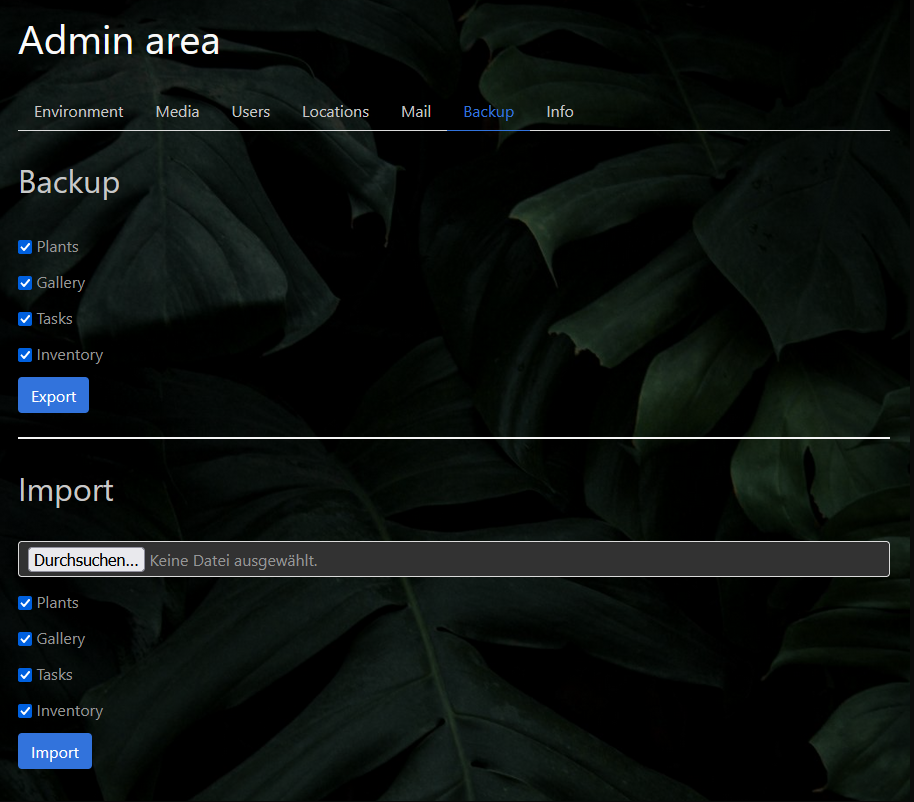 Admin area
Environment Media Users Locations Mail Backup Info
Backup
Plants
Gallery
Tasks
Inventory
Export
Import
Durchsuchen... Keine Datei ausgewählt.
Plants
Gallery
Tasks
Inventory
Import